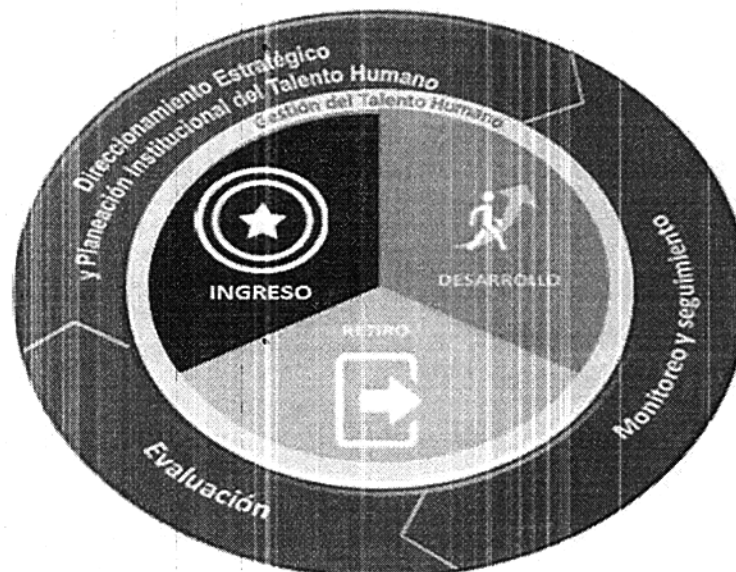 Direccionamiento Estratégico
y Planeación Institucional del Talento Humano
Gestión del Talento Humano
INGRESO
DESARROLLO
RETIRO
Monitoreo y seguimiento
Evaluación